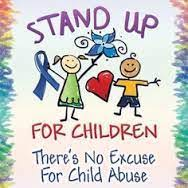 STAND UP
FOR CHILDREN
There's No Excuse
For Child Abuse